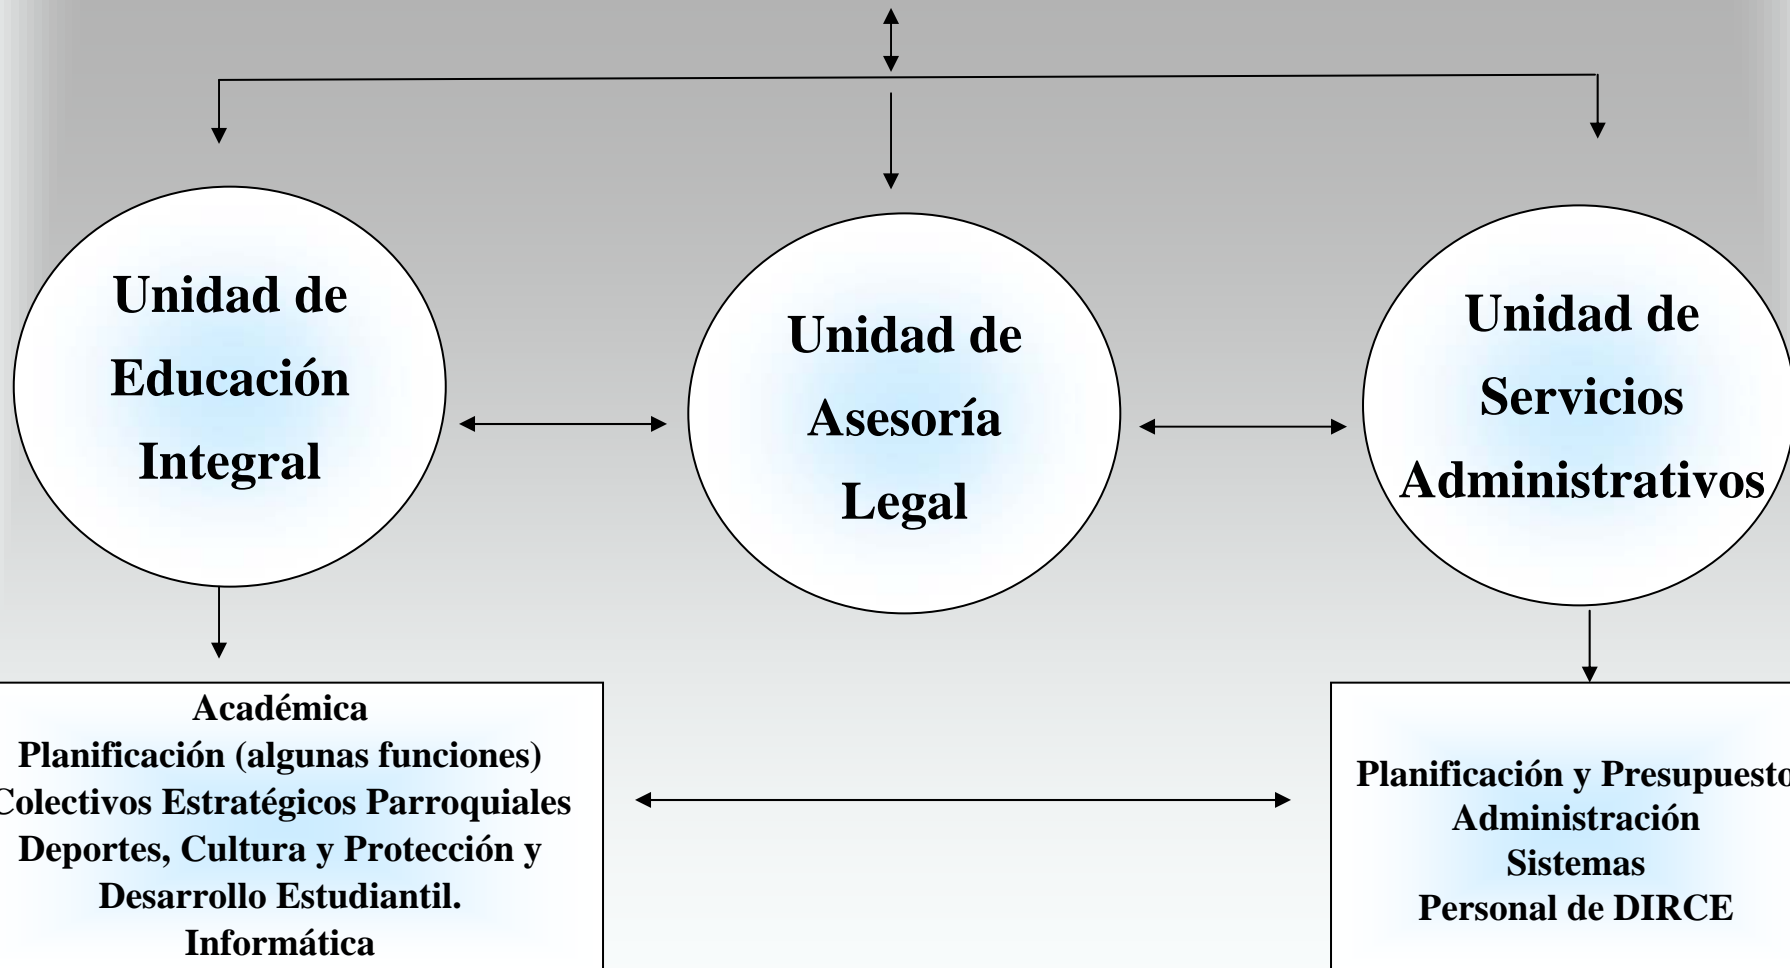 Unidad de
Educación
Integral
Unidad de
Asesoría
Legal
Unidad de
Servicios
Administrativos
Académica
Planificación (algunas funciones)
Colectivos Estratégicos Parroquiales
Deportes, Cultura y Protección y
Desarrollo Estudiantil.
Informática
Planificación y Presupuesto
Administración
Sistemas
Personal de DIRCE